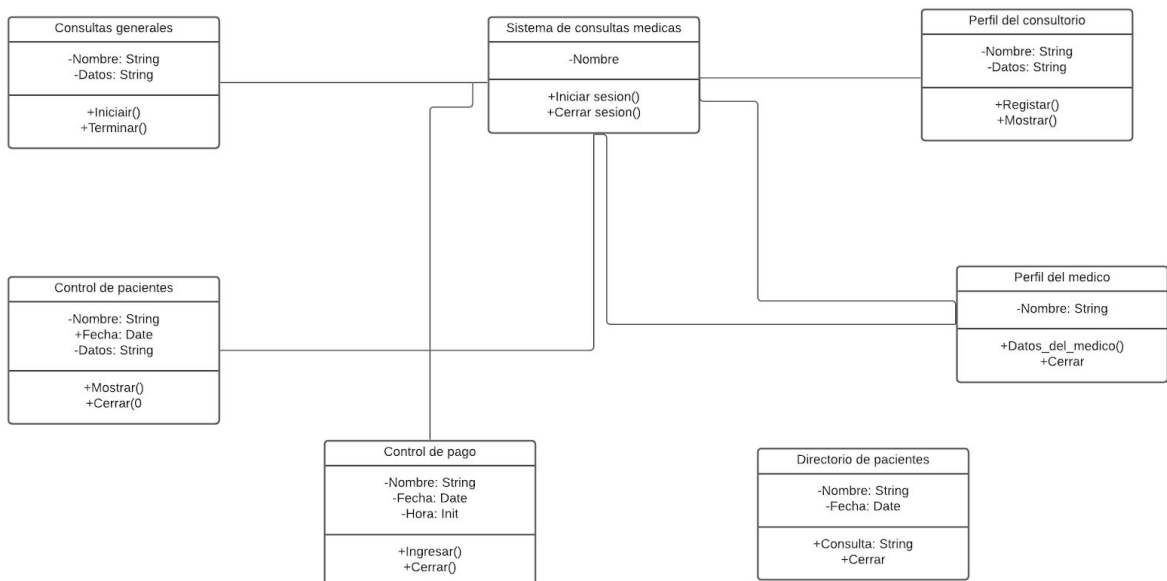 Consultas generales
-Nombre: String
-Datos: String
+Iniciair()
+Terminar()
Sistema de consultas medicas
-Nombre
+Iniciar sesion()
+Cerrar sesion()
Perfil del consultorio
-Nombre: String
-Datos: String
+Registar()
+Mostrar()
Control de pacientes
-Nombre: String
+Fecha: Date
-Datos: String
+Mostrar()
+Cerrar(0
Perfil del medico
-Nombre: String
+Datos_del_medico()
+Cerrar
Control de pago
-Nombre: String
-Fecha: Date
-Hora: Init
+Ingresar()
+Cerrar()
Directorio de pacientes
-Nombre: String
-Fecha: Date
+Consulta: String
+Cerrar